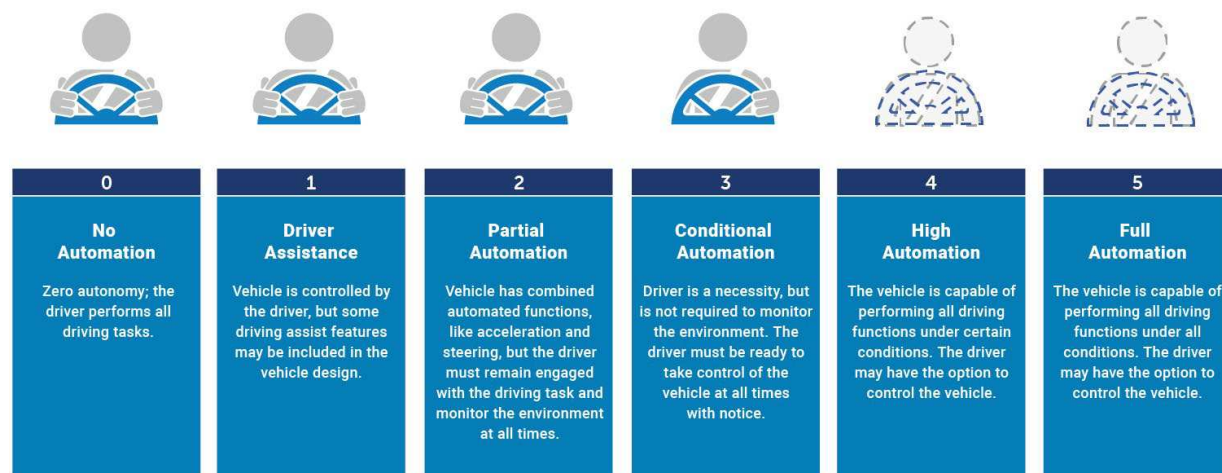 0
No
Automation
Zero autonomy; the
driver performs all
driving tasks.
1
Driver
Assistance
Vehicle is controlled by
the driver, but some
driving assist features
may be included in the
vehicle design.
2
Partial
Automation
Vehicle has combined
automated functions,
like acceleration and
steering, but the driver
must remain engaged
with the driving task and
monitor the environment
at all times.
3
Conditional
Automation
Driver is a necessity, but
is not required to monitor
the environment. The
driver must be ready to
take control of the
vehicle at all times
with notice.
4
High
Automation
The vehicle is capable of
performing all driving
functions under certain
conditions. The driver
may have the option to
control the vehicle.
5
Full
Automation
The vehicle is capable of
performing all driving
functions under all
conditions. The driver
may have the option to
control the vehicle.